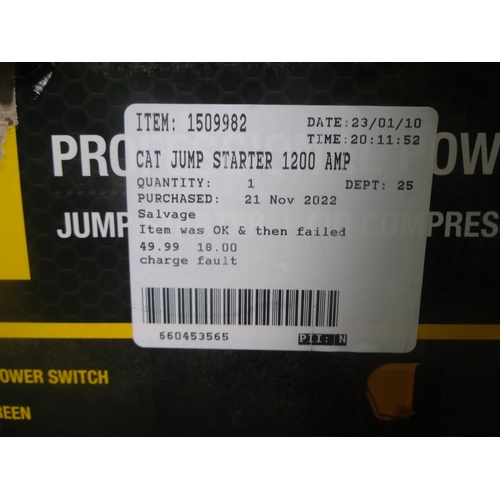 ITEM: 1509982 DATE:23/01/10
TIME:20:11:52
CAT JUMP STARTER 1200 AMP
QUANTITY: 1 DEPT: 25
PURCHASED: 21 Nov 2022
Salvage
Item was OK & then failed
49.99 18.00
charge fault
660453565 PII: N
PRO OW
JUMP COMPRES
OWER SWITCH
REEN